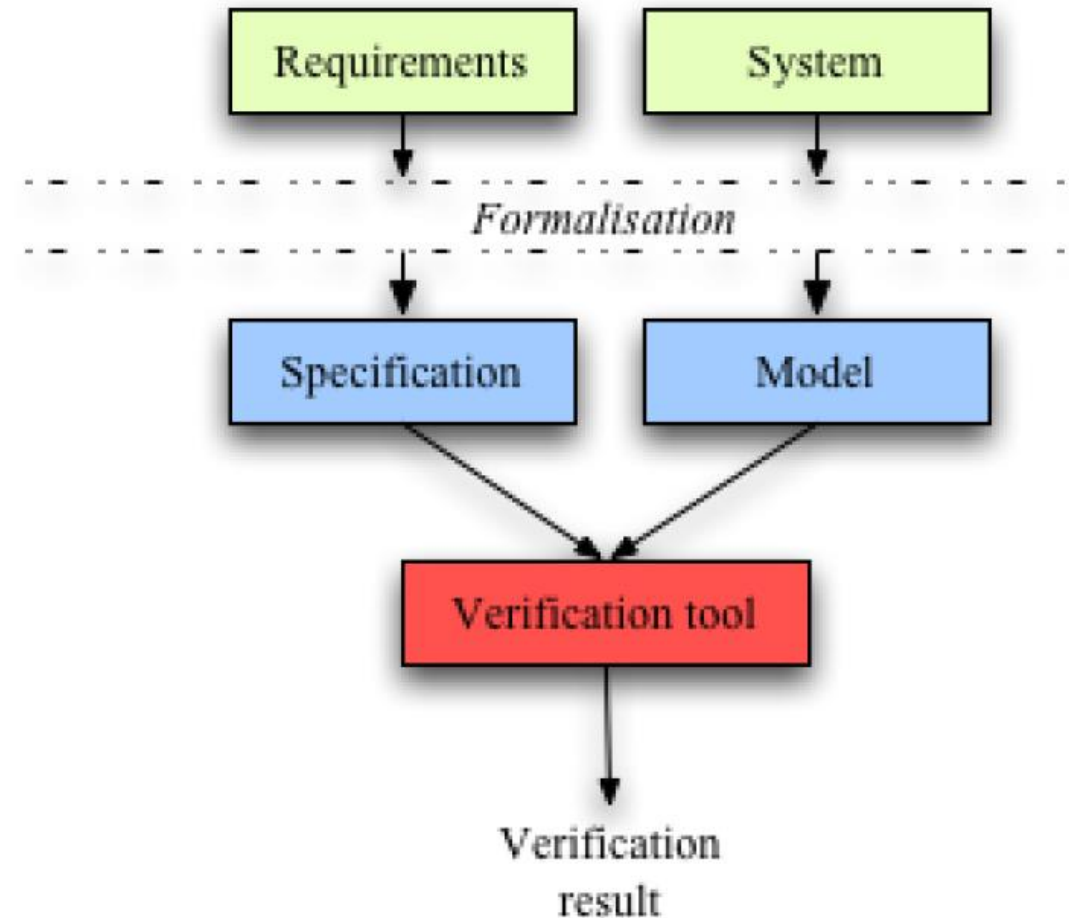 Requirements
System
Formalisation
Specification
Model
Verification tool
Verification
result